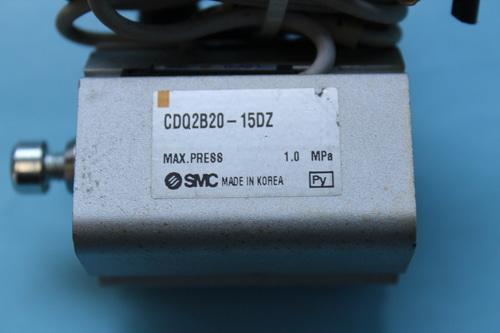 CDQ2B20-15DZ
MAX.PRESS 1.0 MPa
SMC MADE IN KOREA Py